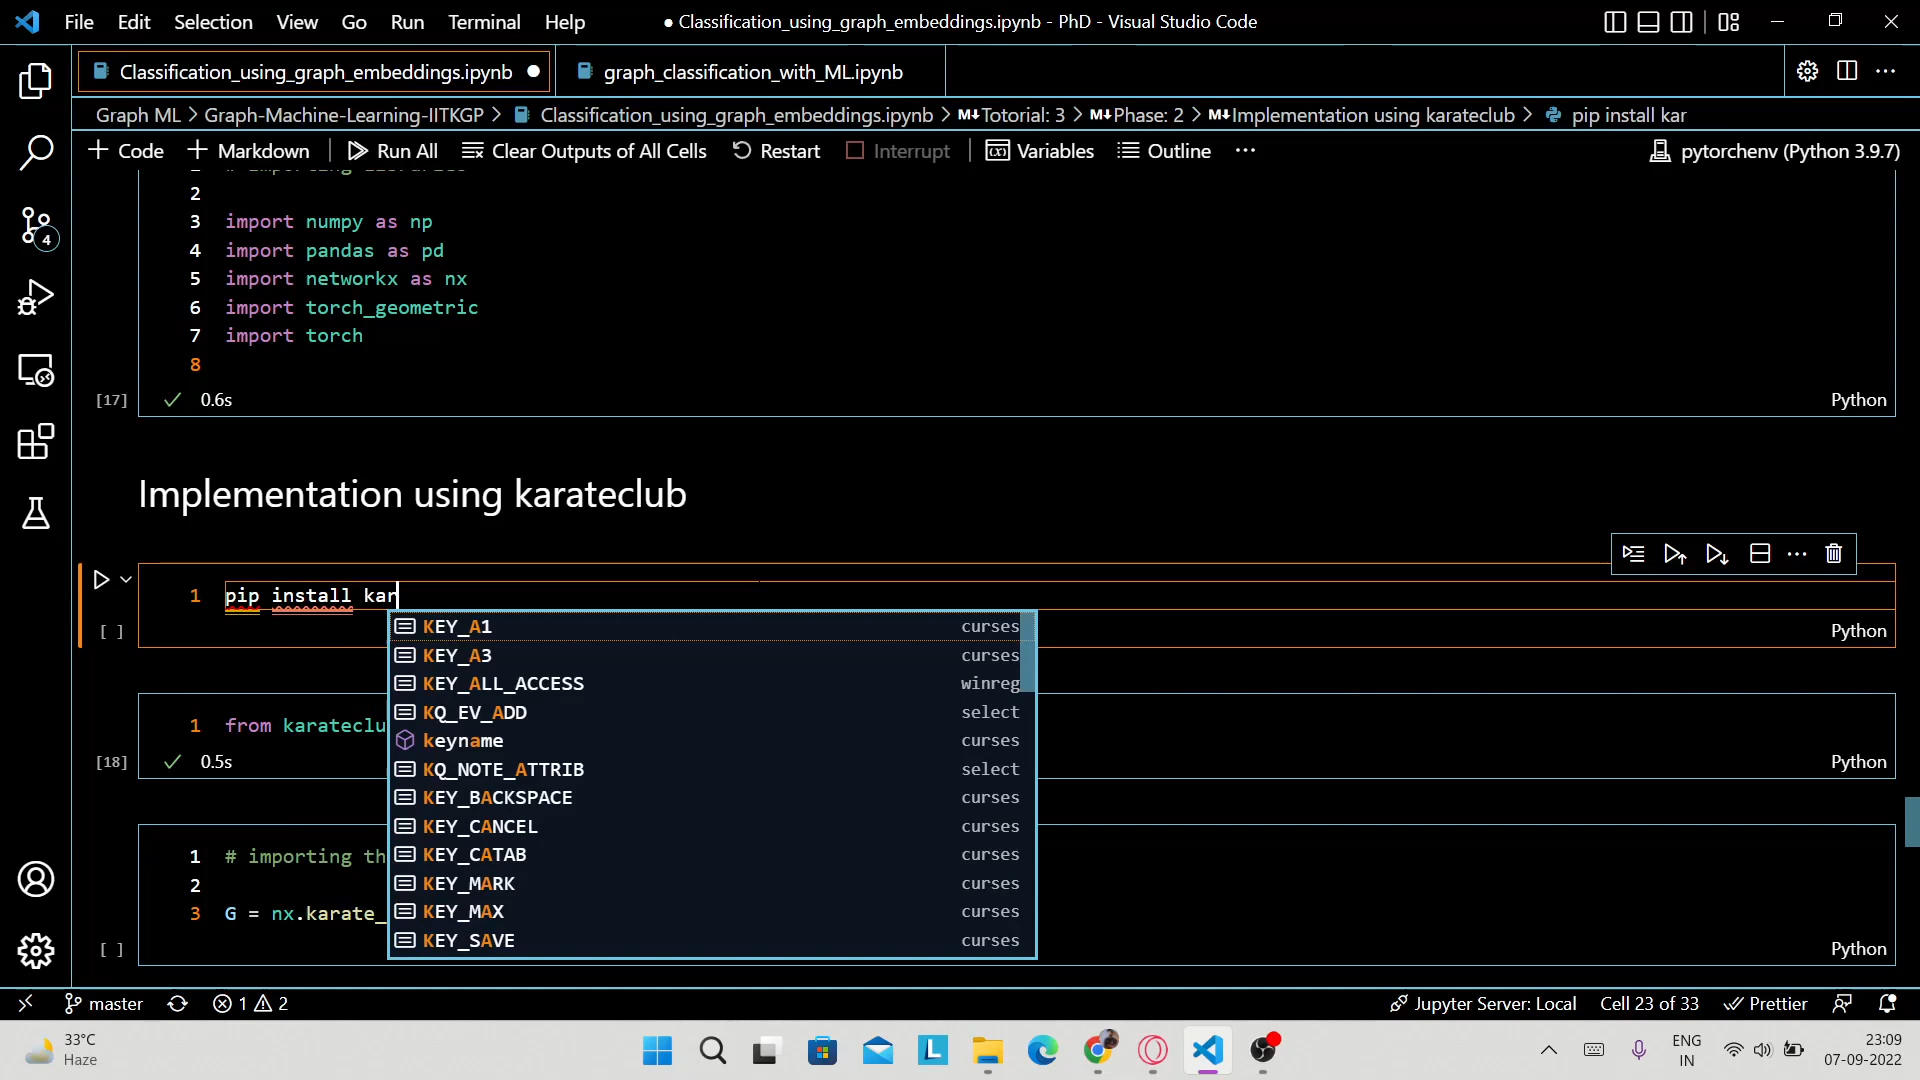 File Edit Selection View Go Run Terminal Help
● Classification_using_graph_embeddings.ipynb - PhD - Visual Studio Code
Classification_using_graph_embeddings.ipynb
graph_classification_with_ML.ipynb
Graph ML > Graph-Machine-Learning-IITKGP > Classification_using_graph_embeddings.ipynb > M↓Tutorial: 3 > M↓Phase: 2 > M↓Implementation using karateclub > pip install kar
+ Code + Markdown Run All Clear Outputs of All Cells Restart Interrupt Variables Outline ··· pytorchenv (Python 3.9.7)
1 # importing libraries
2
3 import numpy as np
4 import pandas as pd
5 import networkx as nx
6 import torch_geometric
7 import torch
8
[17] 0.6s Python
Implementation using karateclub
1 pip install kar
[ ] Python
KEY_A1 curses
KEY_A3 curses
KEY_ALL_ACCESS winreg
KQ_EV_ADD select
keyname curses
KQ_NOTE_ATTRIB select
KEY_BACKSPACE curses
KEY_CANCEL curses
KEY_CATAB curses
KEY_MARK curses
KEY_MAX curses
KEY_SAVE curses
1 from karateclu
[18] 0.5s Python
1 # importing th
2
3 G = nx.karate_
[ ] Python
4
master 1 2
Jupyter Server: Local Cell 23 of 33 Prettier
33°C
Haze
L
ENG
IN
23:09
07-09-2022